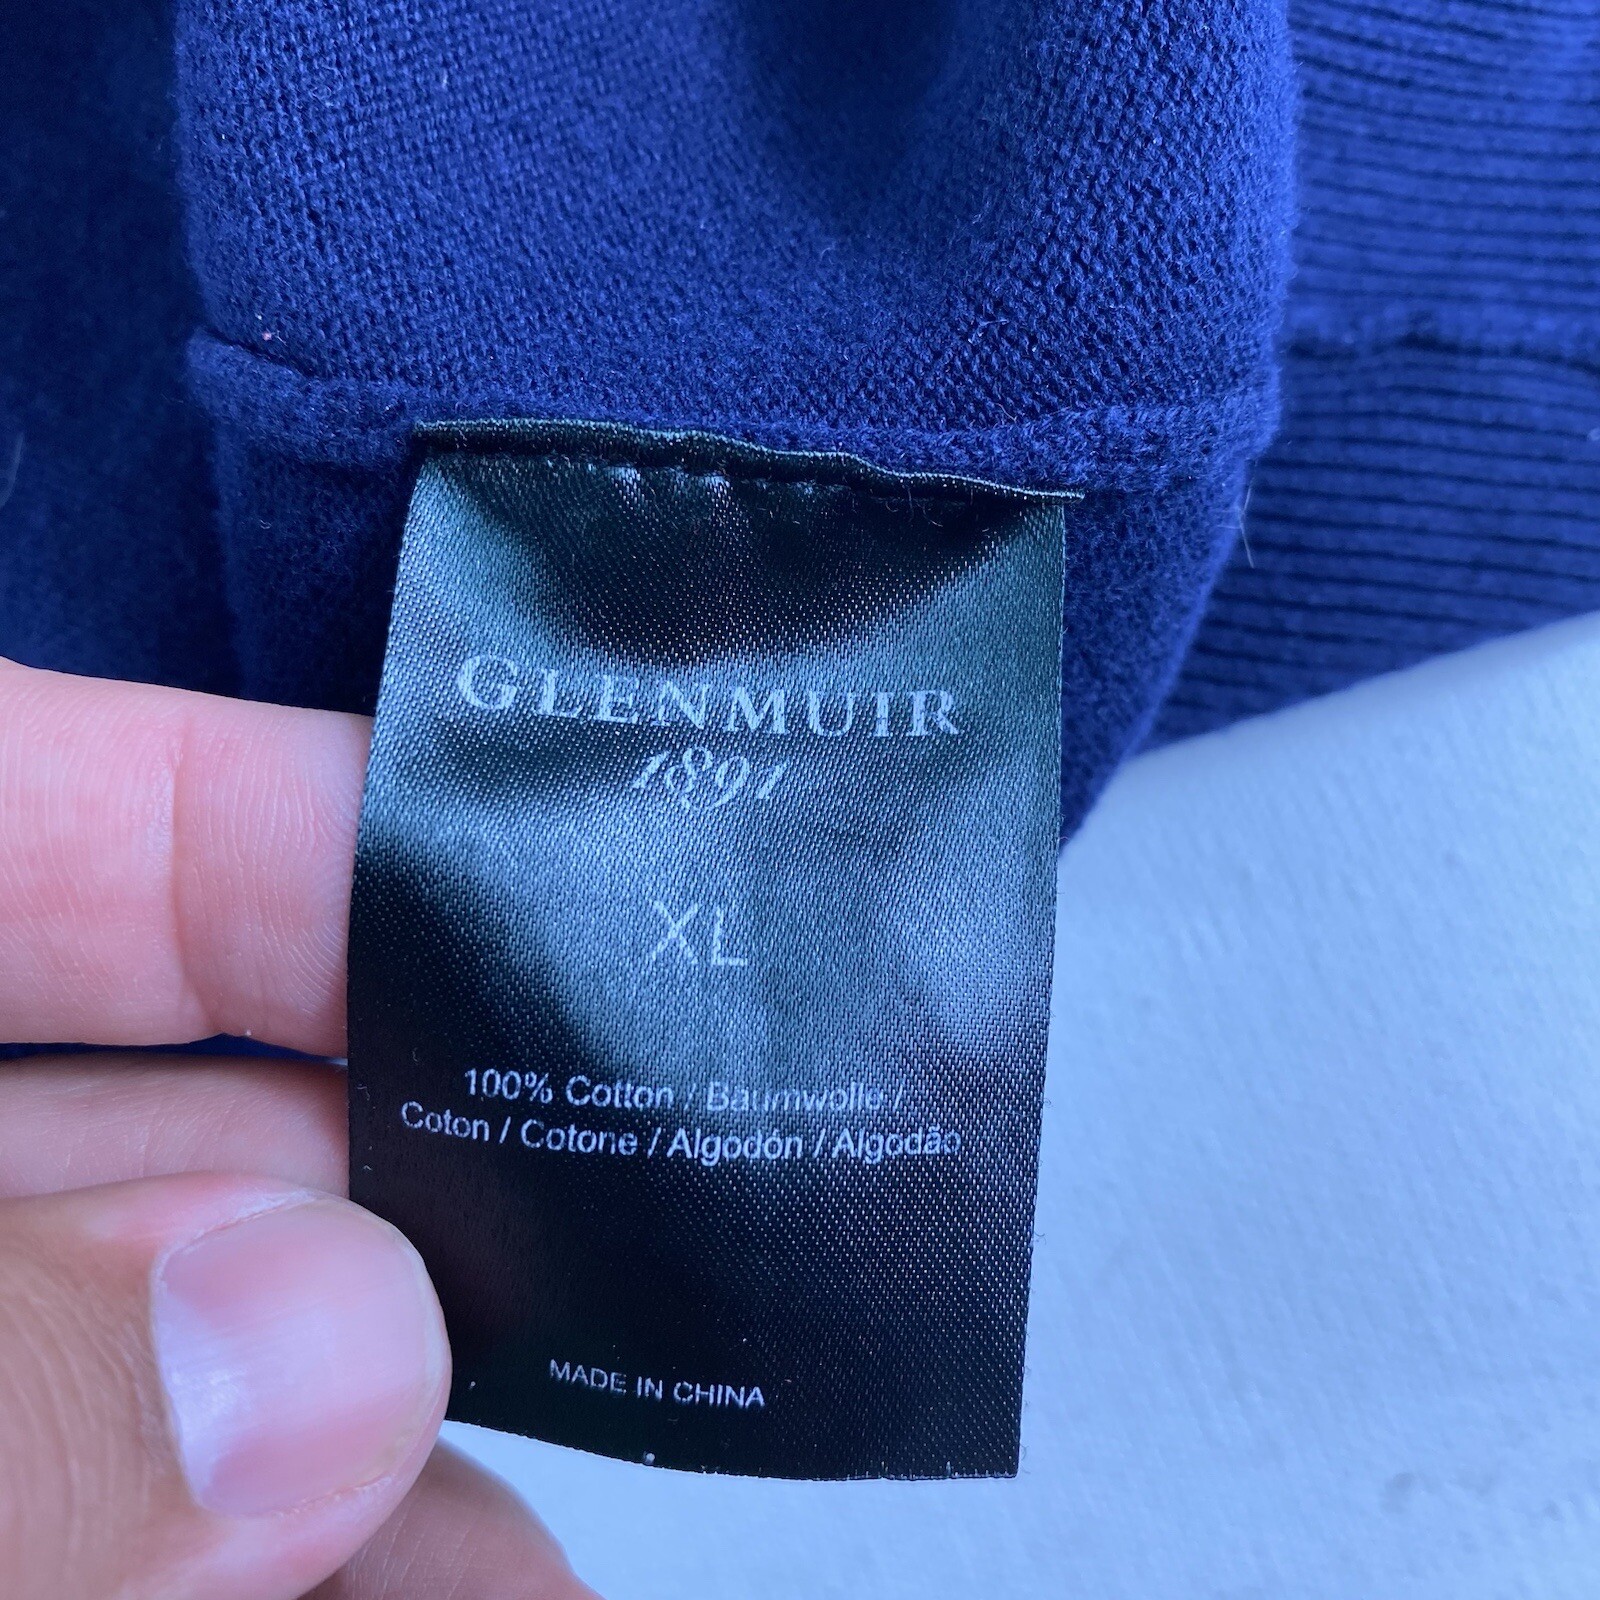 GLENMUIR
1891
XL
100% Cotton / Baumwolle /
Coton / Cotone / Algodón / Algodão
MADE IN CHINA